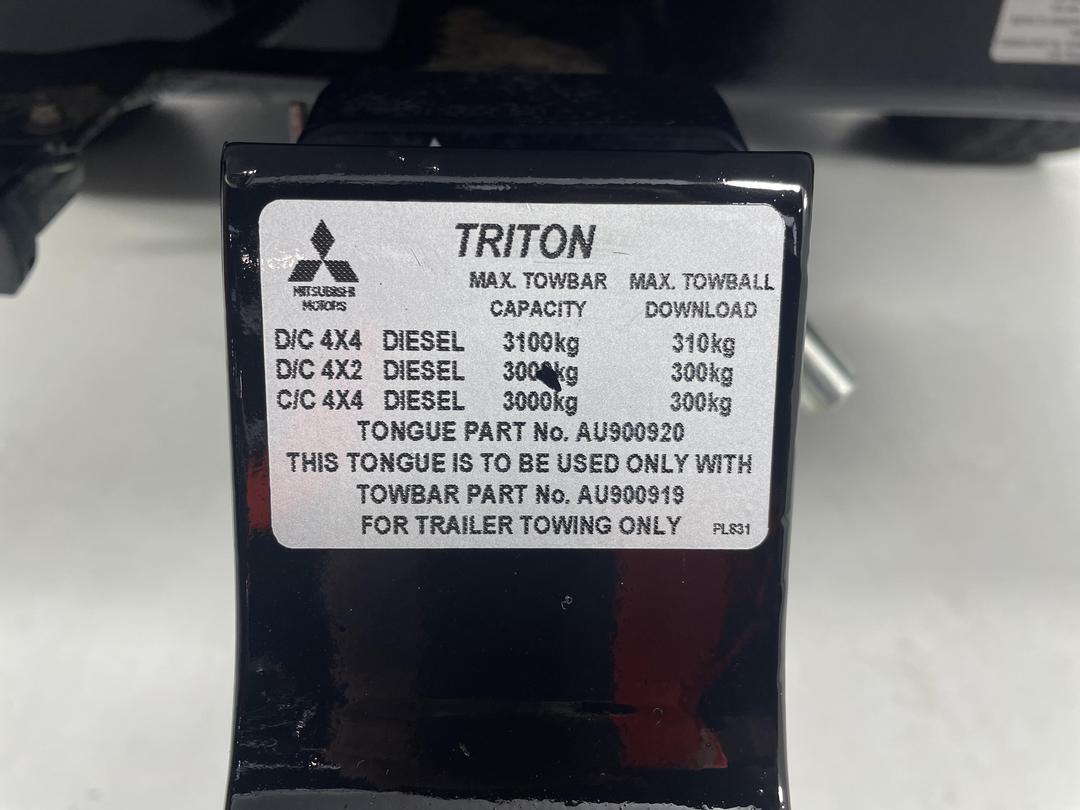 TRITON
MITSUBISHI
MOTORS
MAX. TOWBAR MAX. TOWBALL
CAPACITY DOWNLOAD
D/C 4X4 DIESEL 3100kg 310kg
D/C 4X2 DIESEL 3000kg 300kg
C/C 4X4 DIESEL 3000kg 300kg
TONGUE PART No. AU900920
THIS TONGUE IS TO BE USED ONLY WITH
TOWBAR PART No. AU900919
FOR TRAILER TOWING ONLY PL831